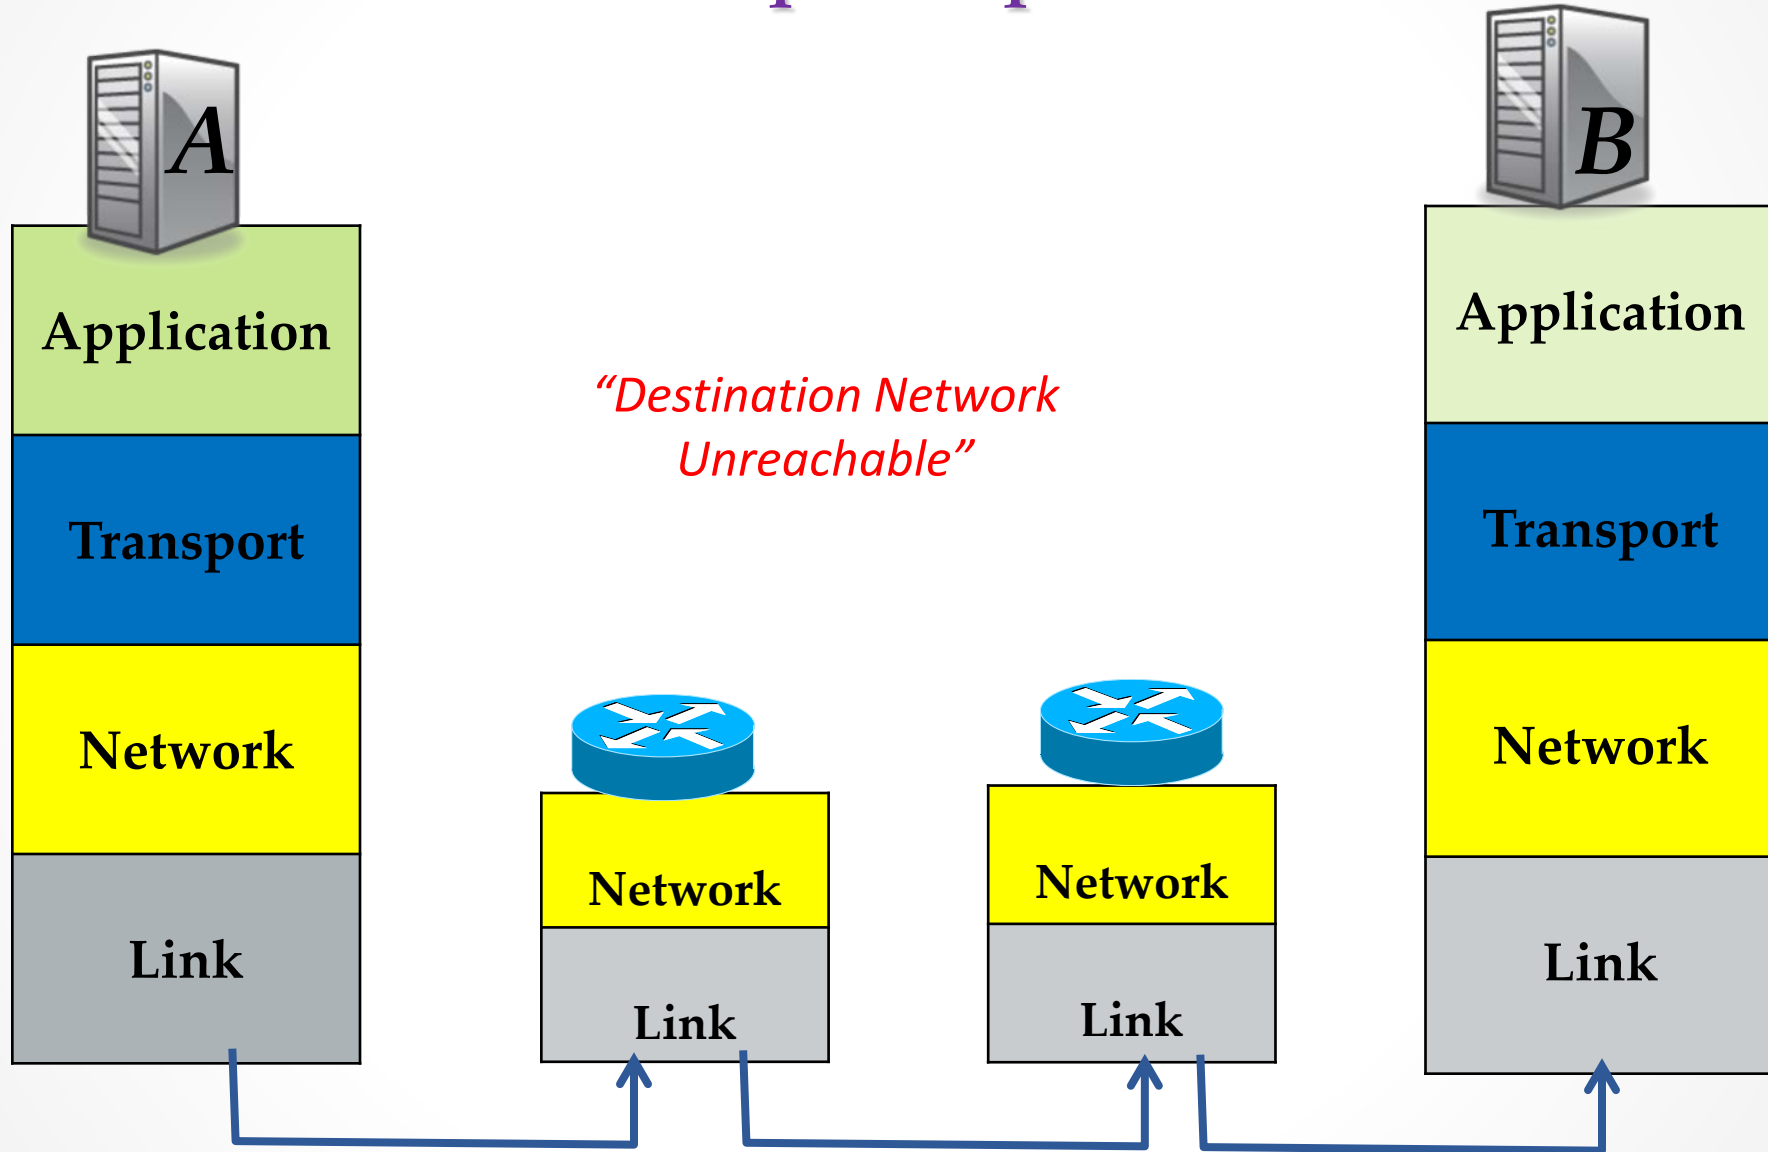 A
B
Application
Transport
Network
Link
“Destination Network
Unreachable”
Network
Link
Network
Link
Application
Transport
Network
Link